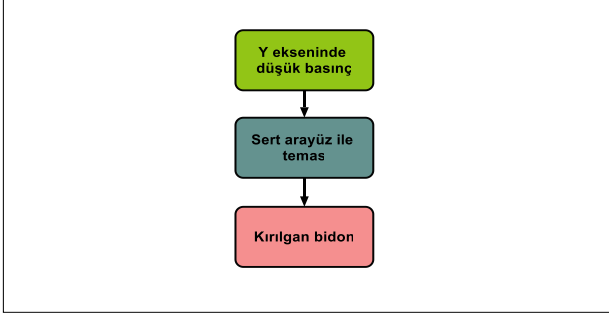 Y ekseninde
düşük basınç
Sert arayüz ile
temas
Kırılgan bidon